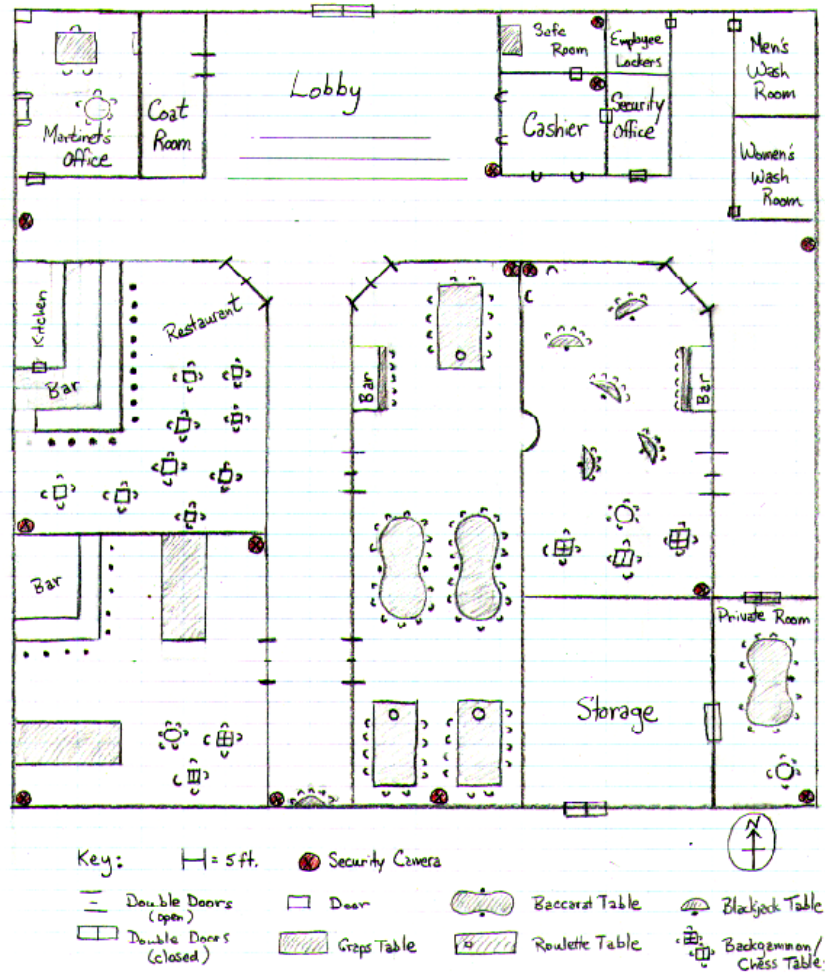 Safe
Room
Employee
Lockers
Men's
Wash
Room
Lobby
Coat
Room
Martinet's
Office
Cashier
Security
Office
Women's
Wash
Room
Kitchen
Restaurant
Bar
Bar
Bar
Bar
Private Room
Storage
N
Key:
= 5 ft.
Security Camera
Double Doors
(open)
Door
Baccarat Table
Blackjack Table
Double Doors
(closed)
Craps Table
Roulette Table
Backgammon/
Chess Table